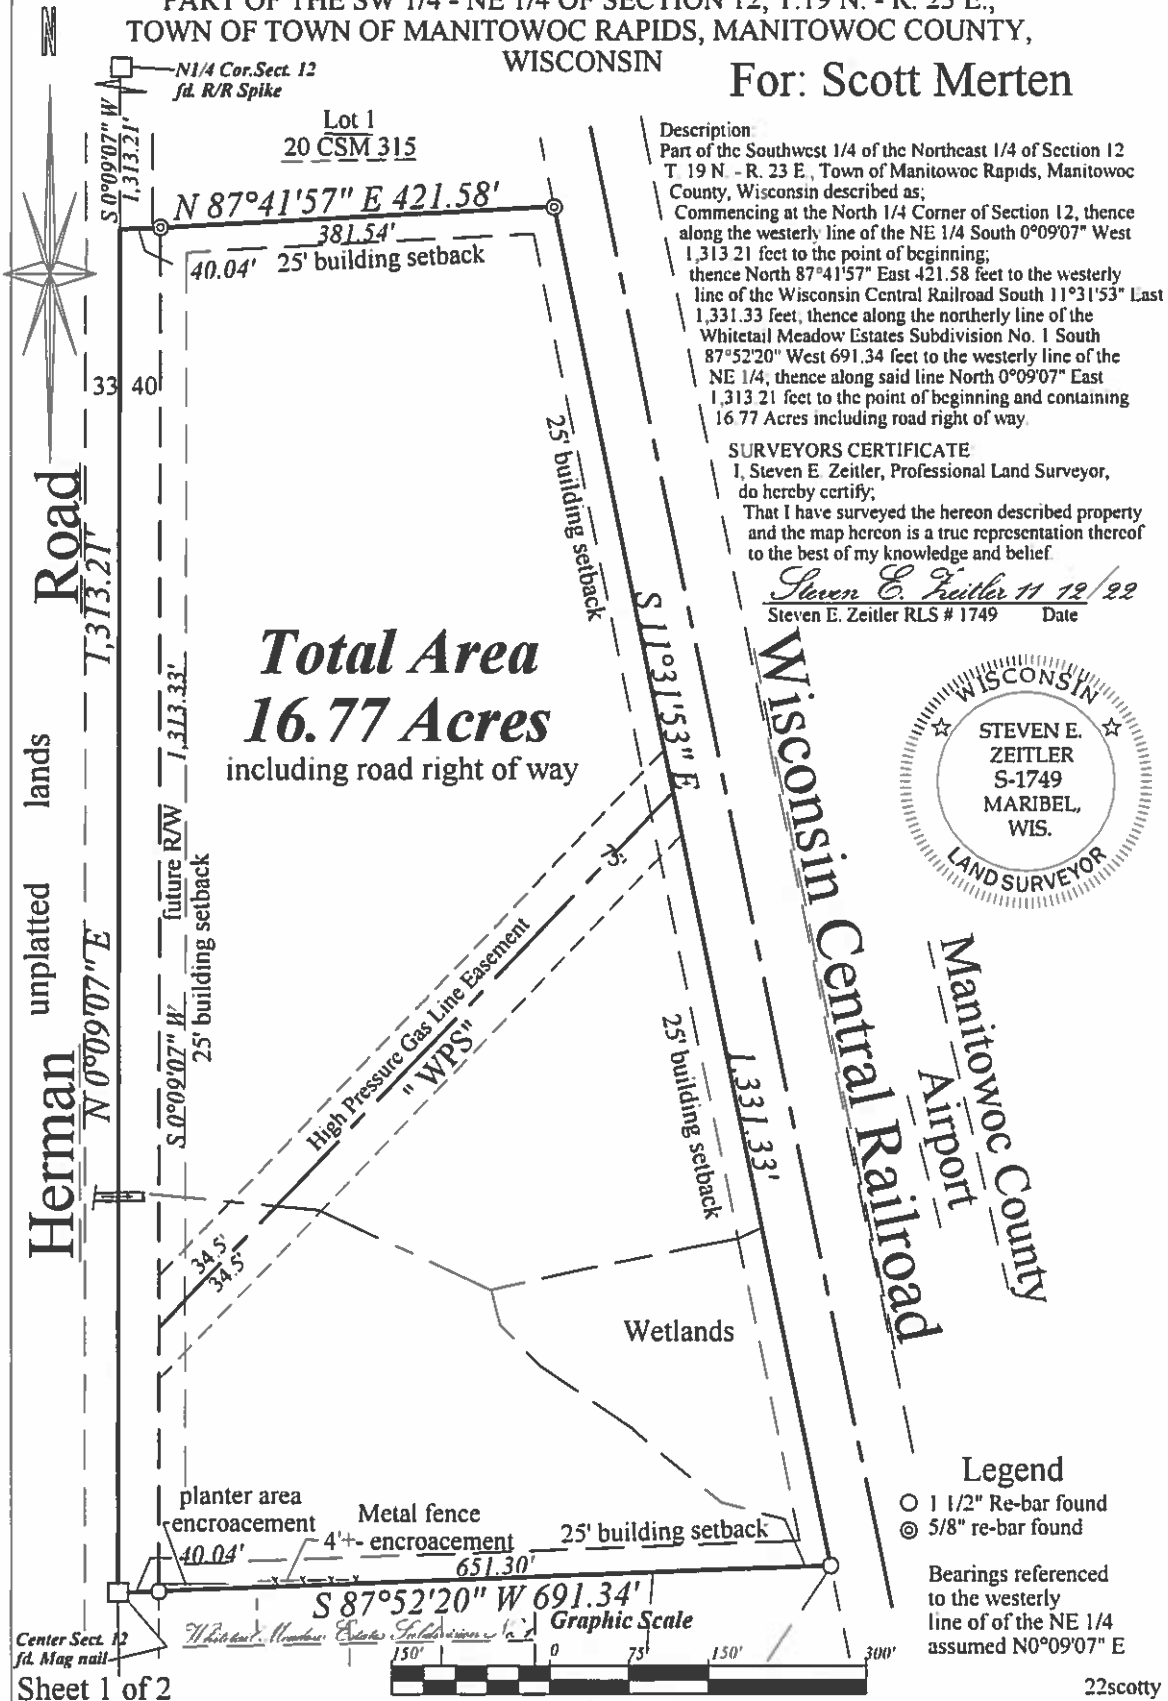 PART OF THE SW 1/4 - NE 1/4 OF SECTION 12, T.19 N. - R. 23 E.,
TOWN OF TOWN OF MANITOWOC RAPIDS, MANITOWOC COUNTY,
WISCONSIN
N
For: Scott Merten
N1/4 Cor.Sect. 12
fd. R/R Spike
S 0°09'07" W
1,313.21'
Lot 1
20 CSM 315
N 87°41'57" E 421.58'
381.54'
40.04'
25' building setback
33
40
Description:
Part of the Southwest 1/4 of the Northeast 1/4 of Section 12
T. 19 N. - R. 23 E., Town of Manitowoc Rapids, Manitowoc
County, Wisconsin described as;
Commencing at the North 1/4 Corner of Section 12, thence
along the westerly line of the NE 1/4 South 0°09'07" West
1,313.21 feet to the point of beginning;
thence North 87°41'57" East 421.58 feet to the westerly
line of the Wisconsin Central Railroad South 11°31'53" East
1,331.33 feet, thence along the northerly line of the
Whitetail Meadow Estates Subdivision No. 1 South
87°52'20" West 691.34 feet to the westerly line of the
NE 1/4, thence along said line North 0°09'07" East
1,313.21 feet to the point of beginning and containing
16.77 Acres including road right of way.
SURVEYORS CERTIFICATE
I, Steven E. Zeitler, Professional Land Surveyor,
do hereby certify;
That I have surveyed the hereon described property
and the map hereon is a true representation thereof
to the best of my knowledge and belief.
Steven E. Zeitler 11 12/22
Steven E. Zeitler RLS # 1749 Date
WISCONSIN
STEVEN E.
ZEITLER
S-1749
MARIBEL,
WIS.
LAND SURVEYOR
Herman Road
unplatted lands
N 0°09'07" E
1,313.21'
S 0°09'07" W
1,313.33'
future R/W
25' building setback
Total Area
16.77 Acres
including road right of way
25' building setback
S 11°31'53" E
1,331.33'
25' building setback
75'
High Pressure Gas Line Easement
" WPS"
34.5'
34.5'
Wisconsin Central Railroad
Manitowoc County
Airport
Wetlands
planter area
encroacement
Metal fence
4'+- encroacement
25' building setback
40.04'
651.30'
S 87°52'20" W 691.34'
Whitetail Meadow Estates Subdivision No. 1
Center Sect. 12
fd. Mag nail
Graphic Scale
150' 0 75' 150' 300'
Legend
1 1/2" Re-bar found
5/8" re-bar found
Bearings referenced
to the westerly
line of of the NE 1/4
assumed N0°09'07" E
Sheet 1 of 2
22scotty